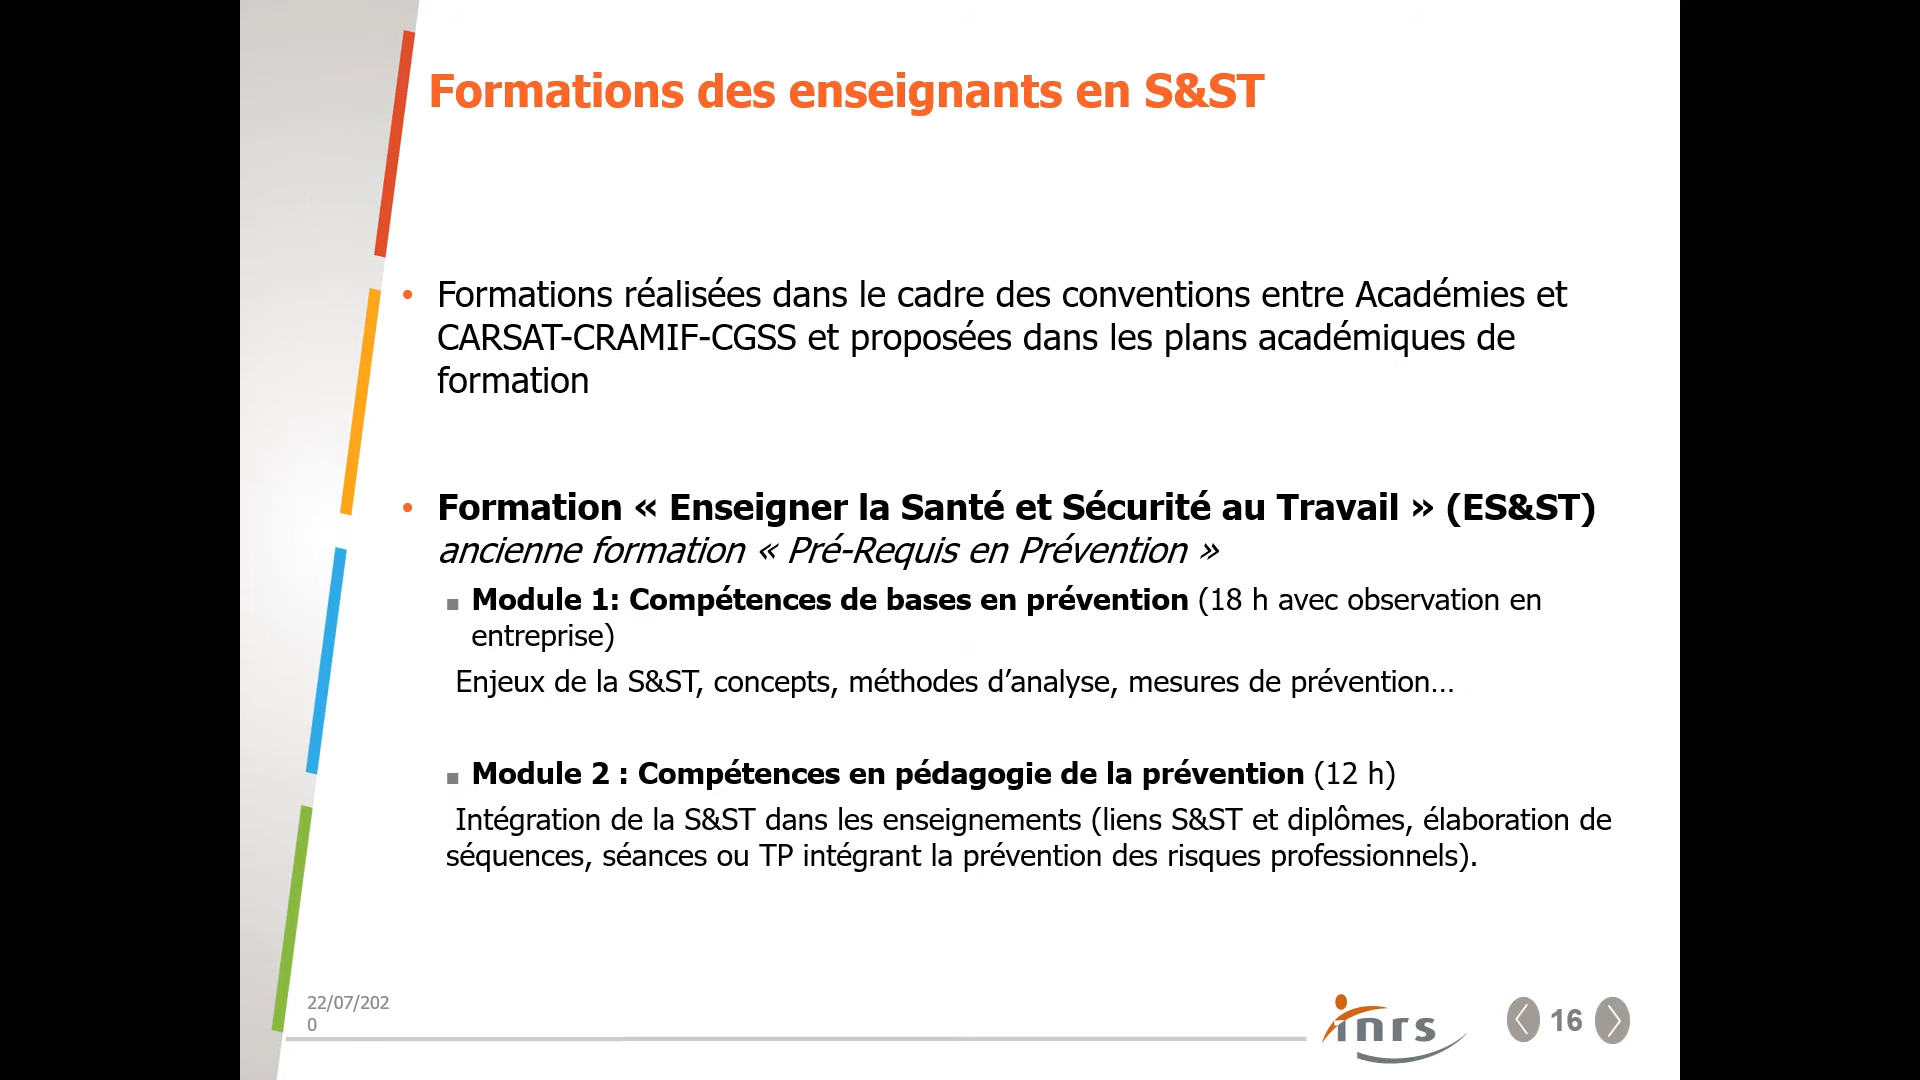 Formations des enseignants en S&ST
• Formations réalisées dans le cadre des conventions entre Académies et
CARSAT-CRAMIF-CGSS et proposées dans les plans académiques de
formation
• Formation « Enseigner la Santé et Sécurité au Travail » (ES&ST)
ancienne formation « Pré-Requis en Prévention »
■ Module 1: Compétences de bases en prévention (18 h avec observation en
entreprise)
Enjeux de la S&ST, concepts, méthodes d’analyse, mesures de prévention…
■ Module 2 : Compétences en pédagogie de la prévention (12 h)
Intégration de la S&ST dans les enseignements (liens S&ST et diplômes, élaboration de
séquences, séances ou TP intégrant la prévention des risques professionnels).
22/07/202
0
inrs
16